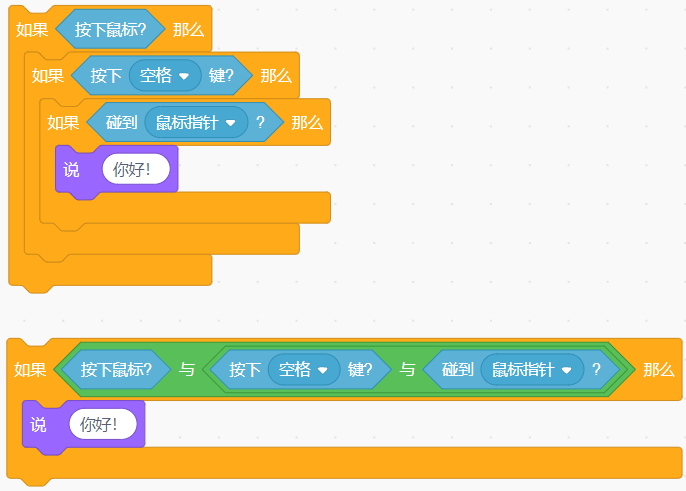 如果 按下鼠标? 那么
如果 按下 空格 键? 那么
如果 碰到 鼠标指针 ? 那么
说 你好!
如果 按下鼠标? 与 按下 空格 键? 与 碰到 鼠标指针 ? 那么
说 你好!